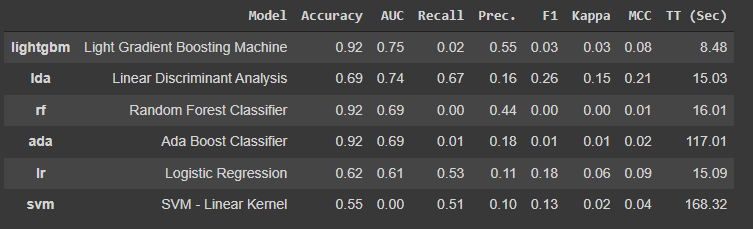 Model Accuracy AUC Recall Prec. F1 Kappa MCC TT (Sec)
lightgbm Light Gradient Boosting Machine 0.92 0.75 0.02 0.55 0.03 0.03 0.08 8.48
lda Linear Discriminant Analysis 0.69 0.74 0.67 0.16 0.26 0.15 0.21 15.03
rf Random Forest Classifier 0.92 0.69 0.00 0.44 0.00 0.00 0.01 16.01
ada Ada Boost Classifier 0.92 0.69 0.01 0.18 0.01 0.01 0.02 117.01
lr Logistic Regression 0.62 0.61 0.53 0.11 0.18 0.06 0.09 15.09
svm SVM - Linear Kernel 0.55 0.00 0.51 0.10 0.13 0.02 0.04 168.32